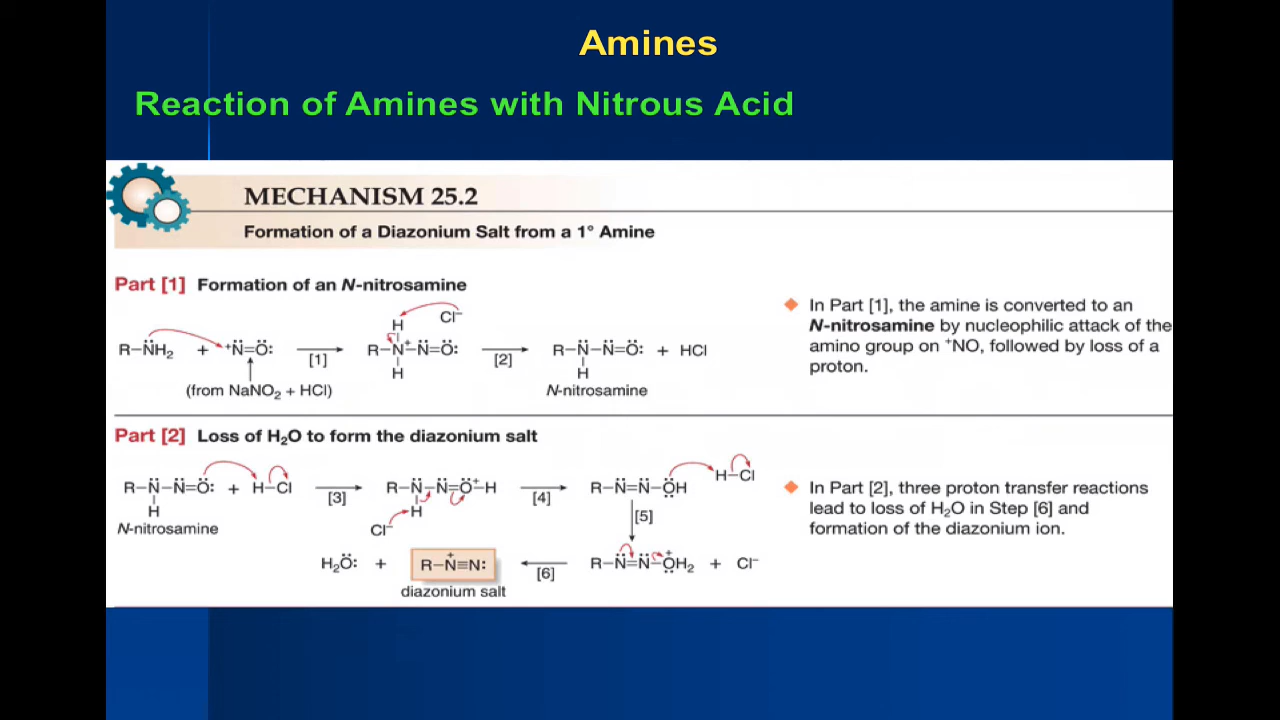 Amines
Reaction of Amines with Nitrous Acid
MECHANISM 25.2
Formation of a Diazonium Salt from a 1° Amine
Part [1] Formation of an N-nitrosamine
R–N̈H₂ + ⁺N̈=Ö: [1] R–N⁺–N̈=Ö: [2] R–N̈–N̈=Ö: + HCl
H Cl⁻
H H
(from NaNO₂ + HCl) N-nitrosamine
In Part [1], the amine is converted to an
N-nitrosamine by nucleophilic attack of the
amino group on ⁺NO, followed by loss of a
proton.
Part [2] Loss of H₂O to form the diazonium salt
R–N̈–N̈=Ö: + H–Cl [3] R–N̈–N̈=Ö⁺–H [4] R–N̈=N̈–ÖH H–Cl
H H
N-nitrosamine Cl⁻ [5]
H₂Ö: + R–N⁺≡N: [6] R–N̈=N̈–O⁺H₂ + Cl⁻
diazonium salt
In Part [2], three proton transfer reactions
lead to loss of H₂O in Step [6] and
formation of the diazonium ion.